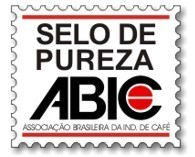 SELO DE
PUREZA
ABIC
ASSOCIAÇÃO BRASILEIRA DA IND. DE CAFÉ